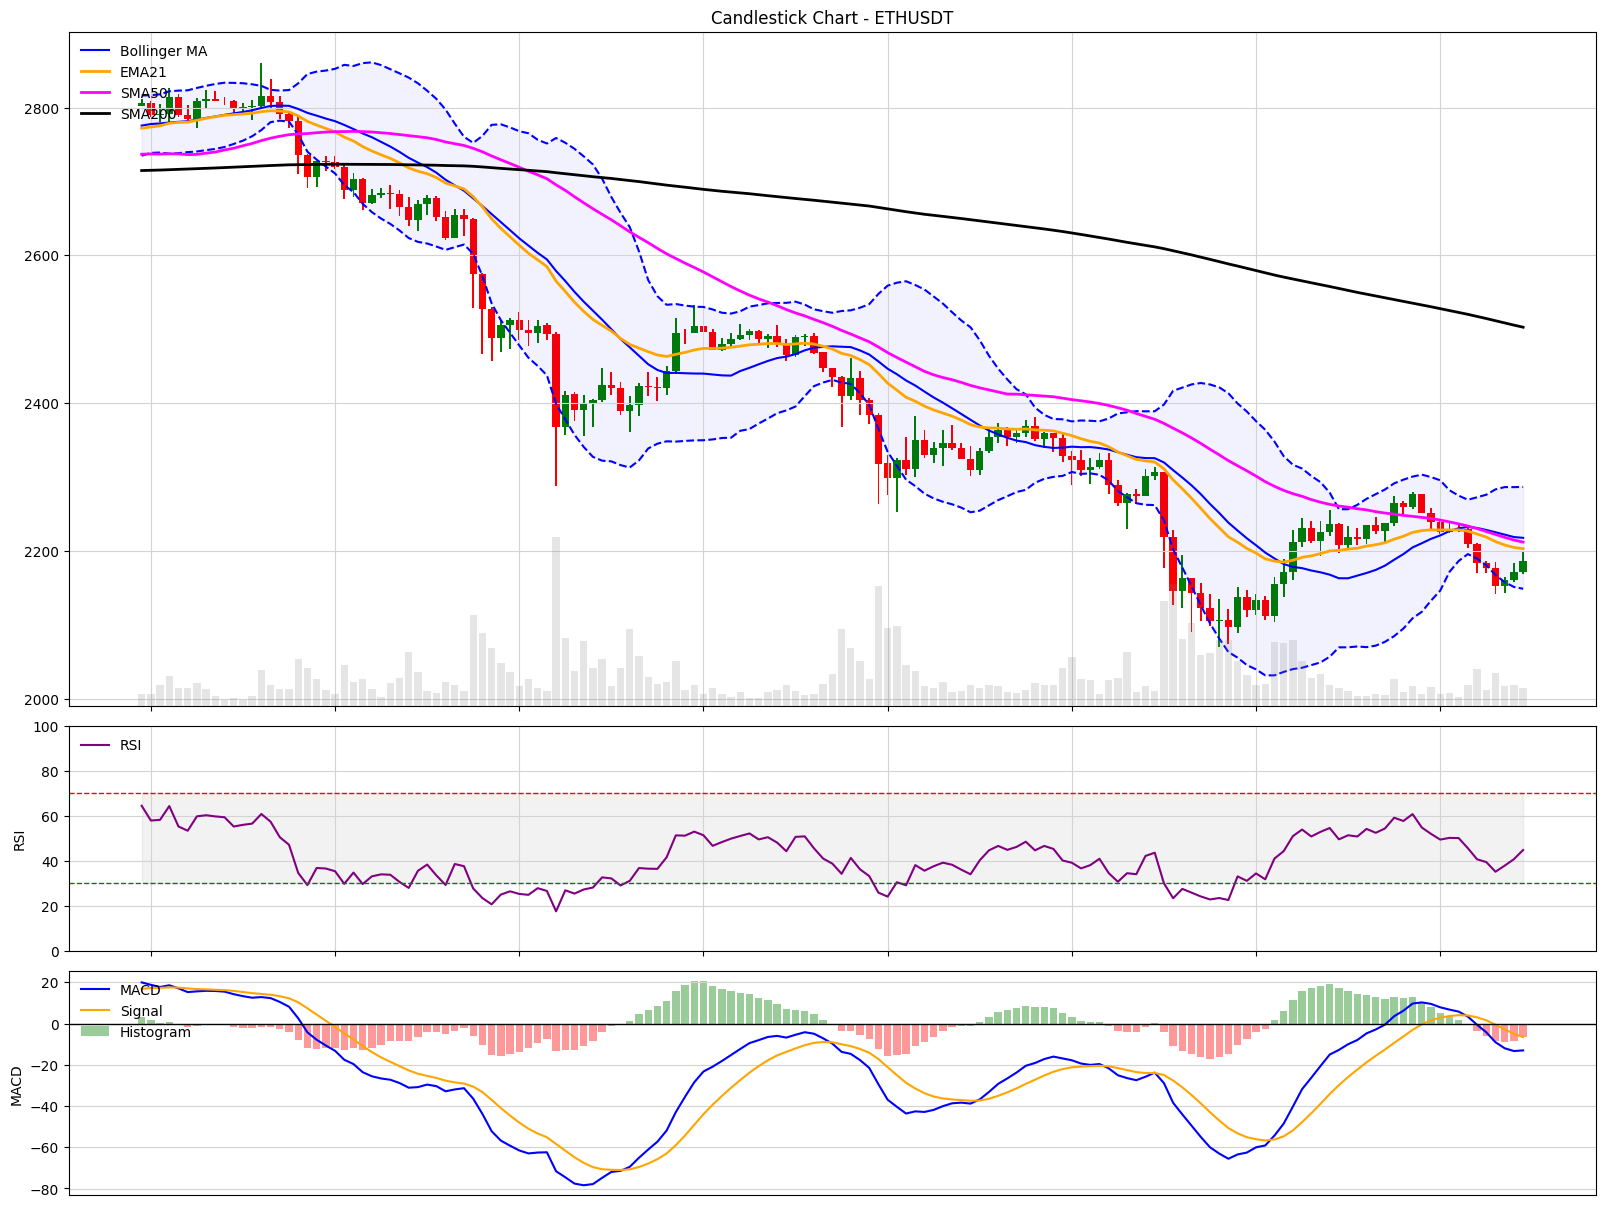 Candlestick Chart - ETHUSDT
Bollinger MA
EMA21
SMA50
SMA200
2800
2600
2400
2200
2000
100
80
60
40
20
0
RSI
RSI
20
0
−20
−40
−60
−80
MACD
MACD
Signal
Histogram